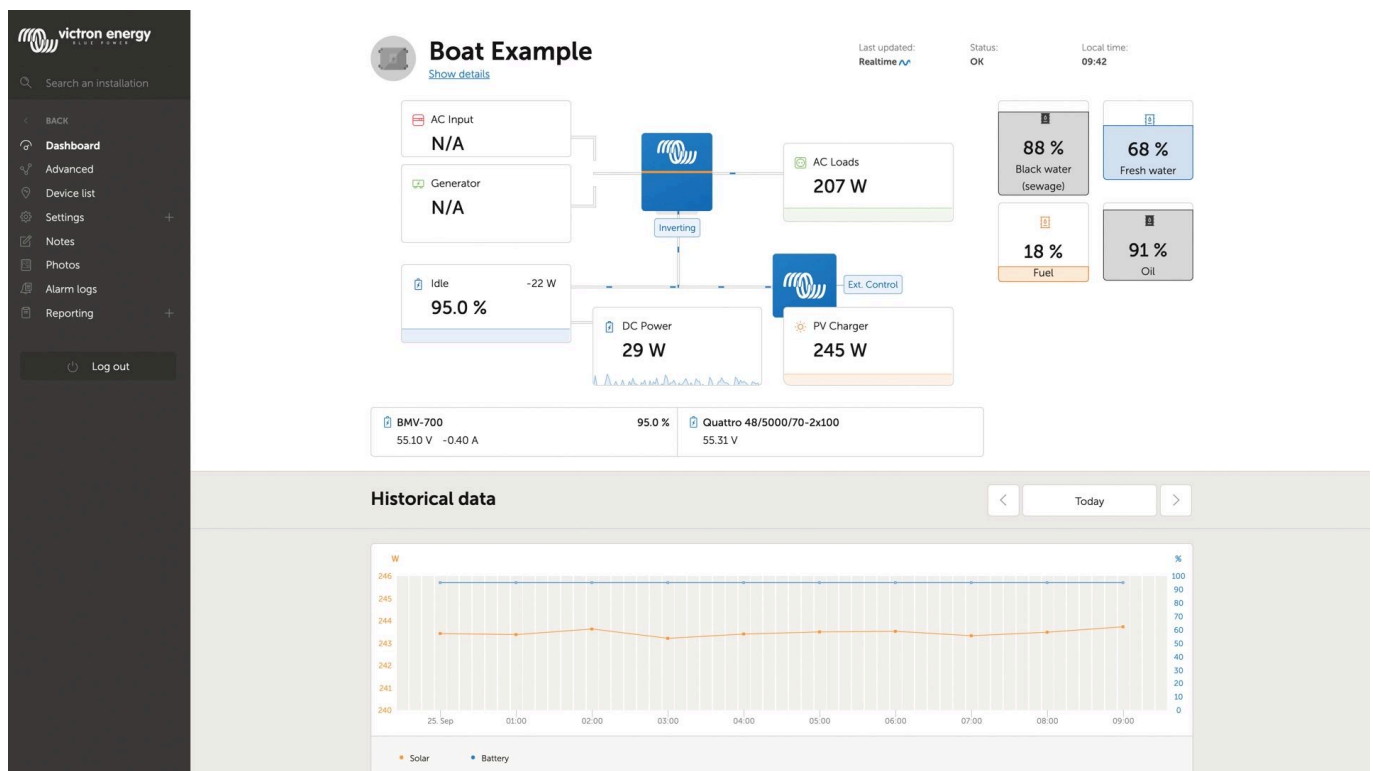 victron energy
BLUE POWER
Search an installation
BACK
Dashboard
Advanced
Device list
Settings
Notes
Photos
Alarm logs
Reporting
Log out
Boat Example
Show details
Last updated:
Realtime
Status:
OK
Local time:
09:42
AC Input
N/A
Generator
N/A
Inverting
AC Loads
207 W
Idle -22 W
95.0 %
DC Power
29 W
Ext. Control
PV Charger
245 W
88 %
Black water
(sewage)
68 %
Fresh water
18 %
Fuel
91 %
Oil
BMV-700 95.0 %
55.10 V -0.40 A
Quattro 48/5000/70-2x100
55.31 V
Historical data
Today
W
246
245
244
243
242
241
240
%
100
90
80
70
60
50
40
30
20
10
0
25. Sep 01:00 02:00 03:00 04:00 05:00 06:00 07:00 08:00 09:00
Solar Battery